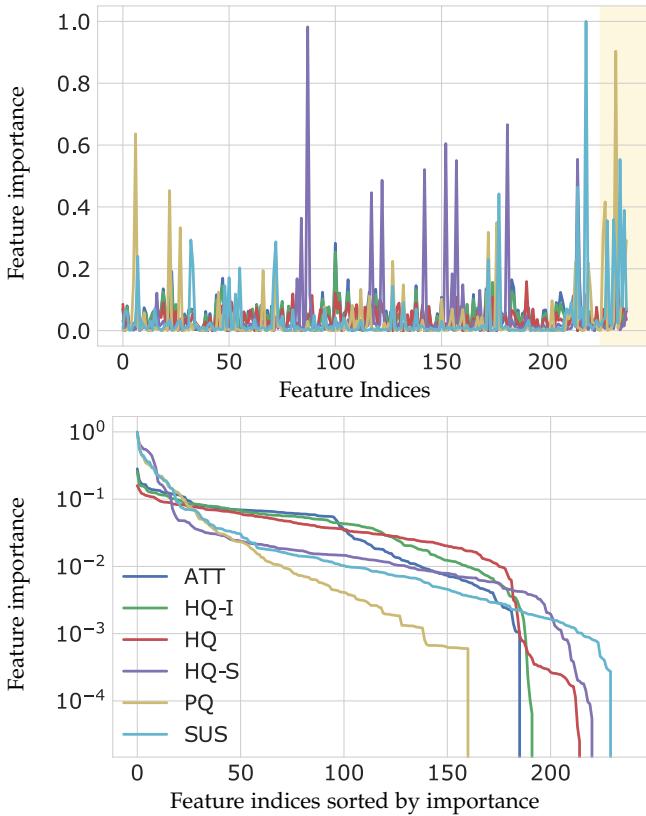 Feature importance
1.0
0.8
0.6
0.4
0.2
0.0
0 50 100 150 200
Feature Indices
Feature importance
10^0
10^-1
10^-2
10^-3
10^-4
ATT
HQ-I
HQ
HQ-S
PQ
SUS
0 50 100 150 200
Feature indices sorted by importance